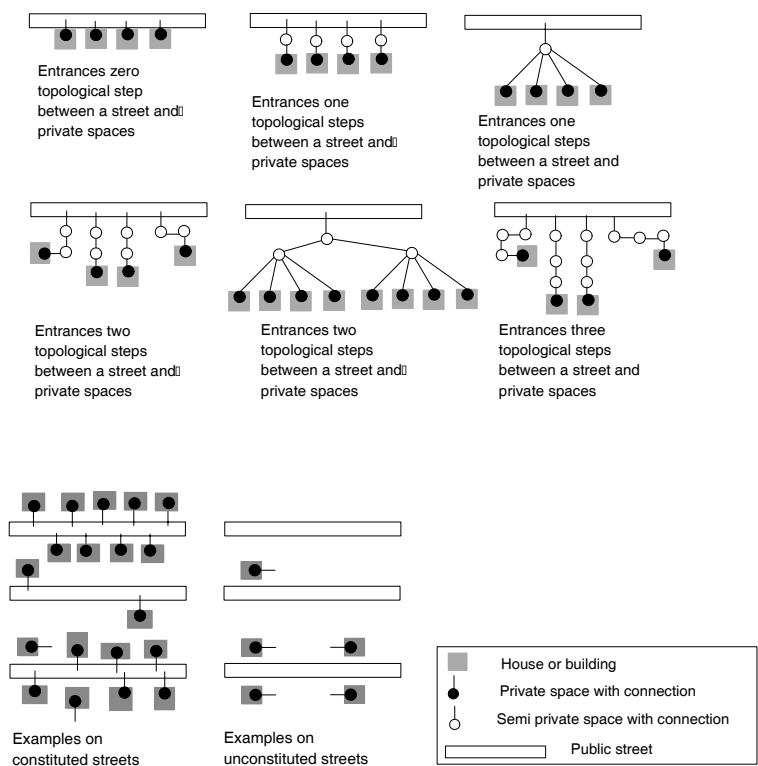 Entrances zero
topological step
between a street and▯
private spaces
Entrances one
topological steps
between a street and▯
private spaces
Entrances one
topological steps
between a street and
private spaces
Entrances two
topological steps
between a street and▯
private spaces
Entrances two
topological steps
between a street and▯
private spaces
Entrances three
topological steps
between a street and
private spaces
Examples on
constituted streets
Examples on
unconstituted streets
House or building
Private space with connection
Semi private space with connection
Public street